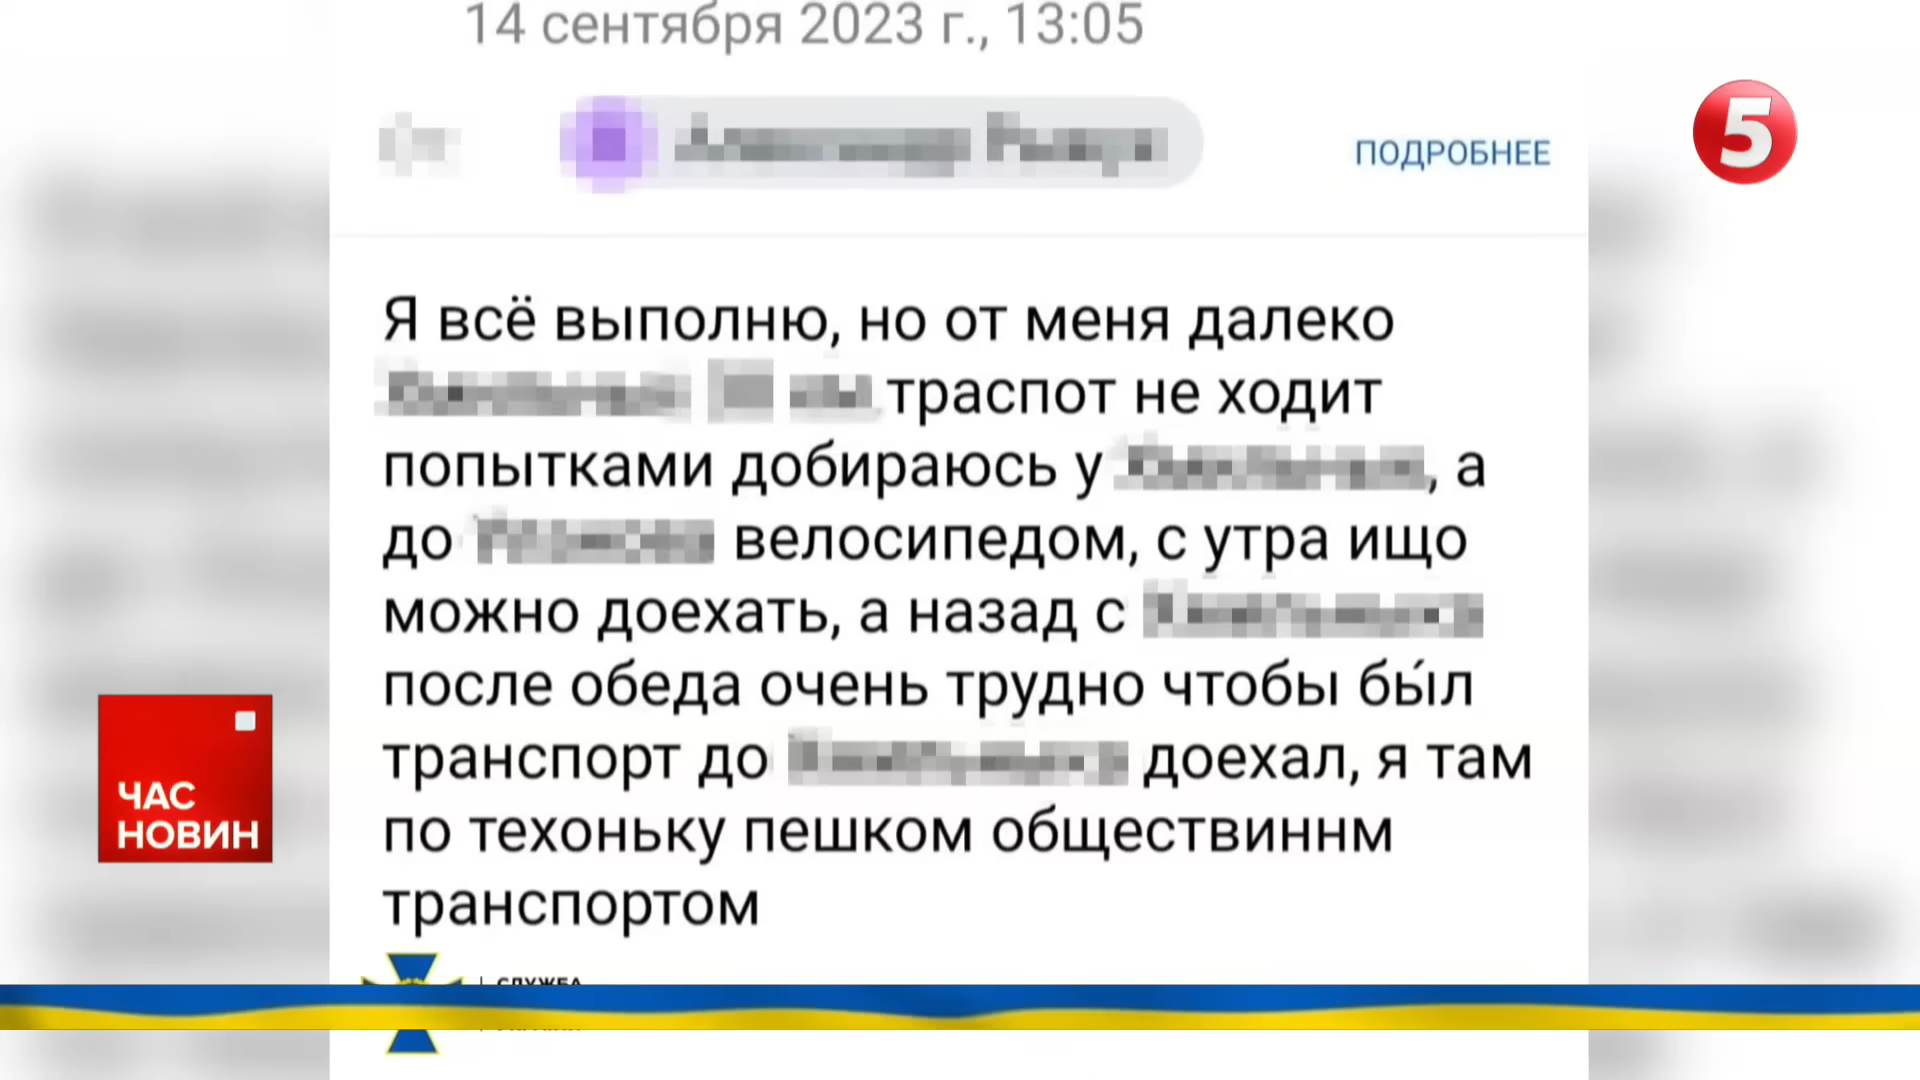 14 сентября 2023 г., 13:05
ПОДРОБНЕЕ
5
Я всё выполню, но от меня далеко
траспот не ходит
попытками добираюсь у , а
до велосипедом, с утра ищо
можно доехать, а назад с
после обеда очень трудно чтобы бы́л
транспорт до доехал, я там
по техоньку пешком обществиннм
транспортом
ЧАС
НОВИН
СЛУЖБА